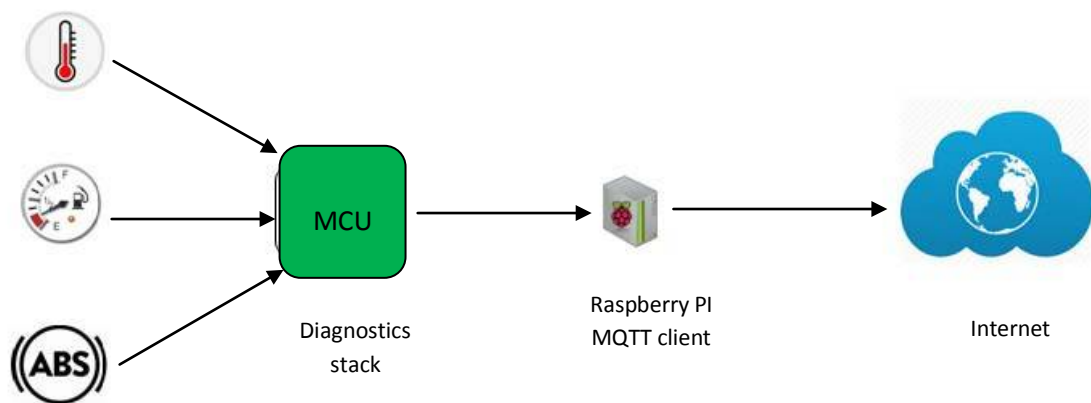 F
E
ABS
MCU
Diagnostics
stack
Raspberry PI
MQTT client
Internet